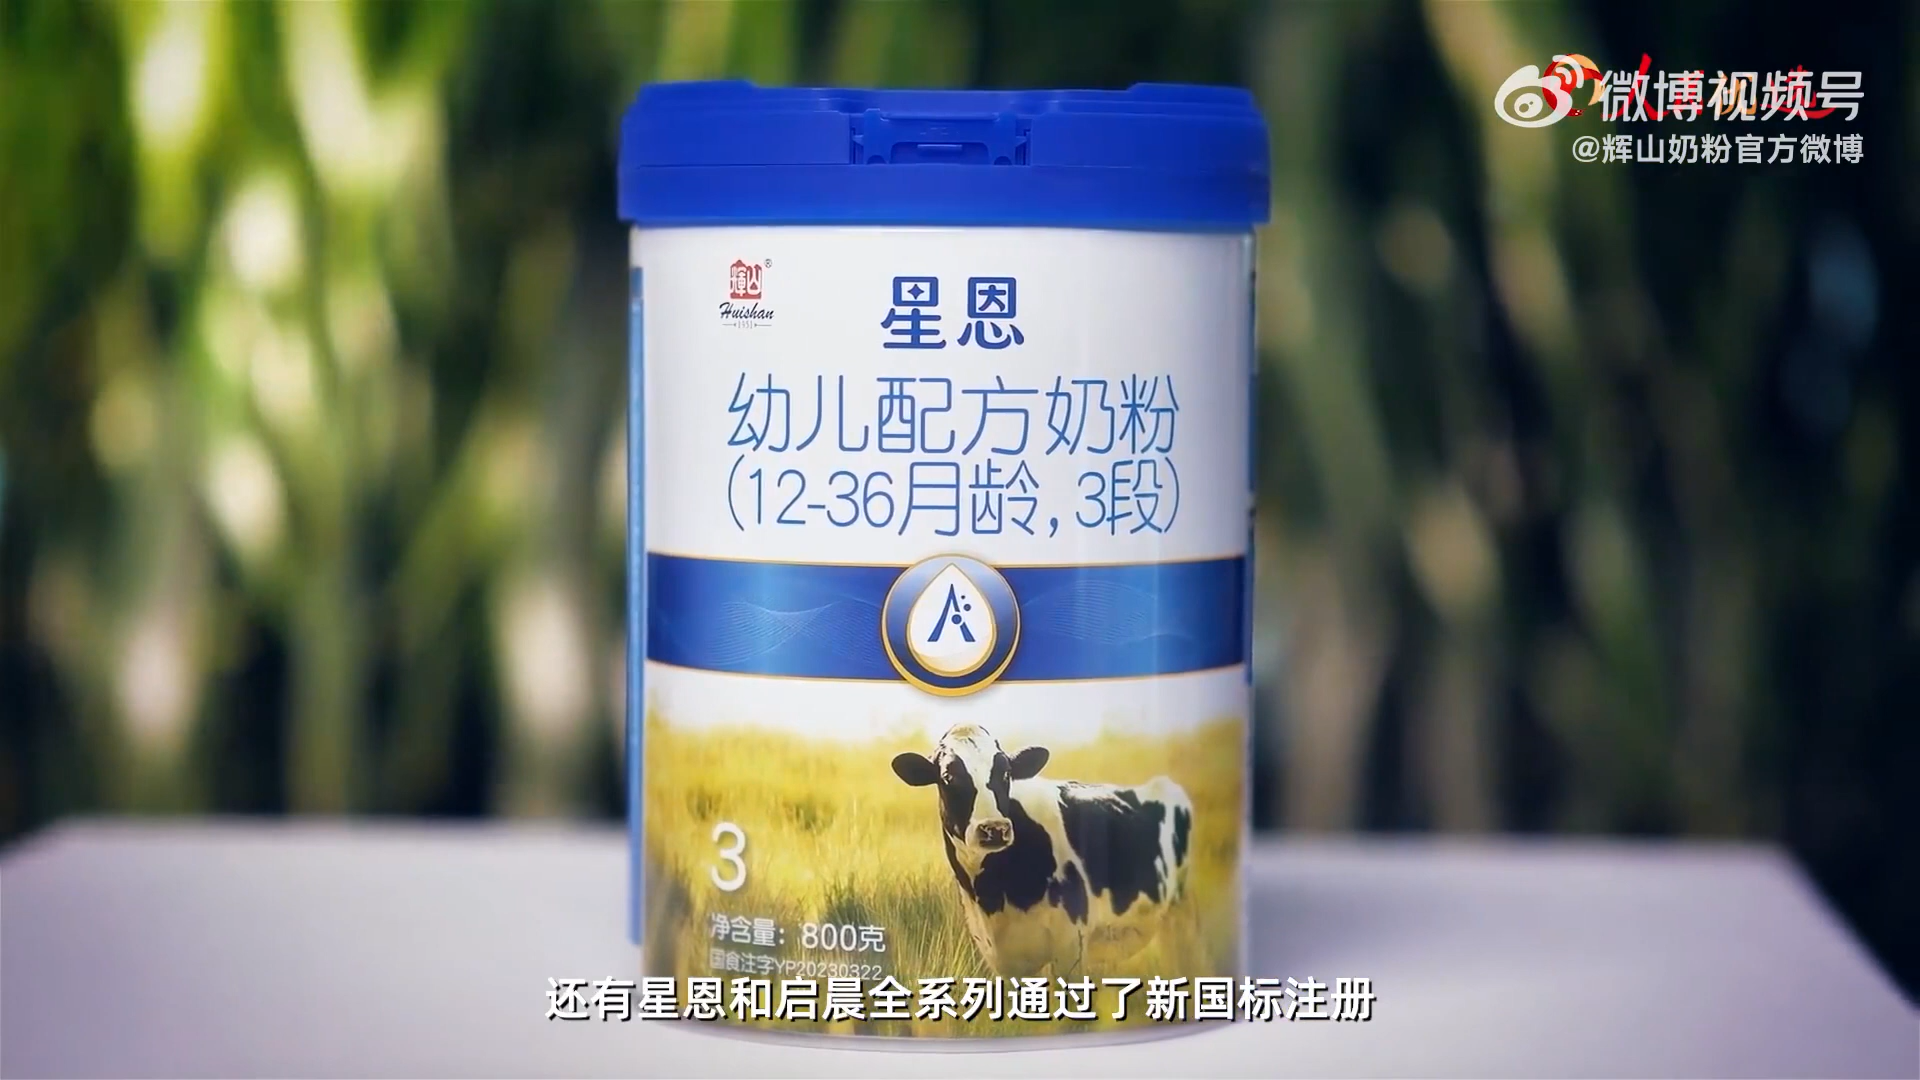 微博视频号
@辉山奶粉官方微博
輝山®
Huishan
1951
星恩
幼儿配方奶粉
(12-36月龄, 3段)
3
净含量: 800克
国食注字YP20230322
还有星恩和启晨全系列通过了新国标注册